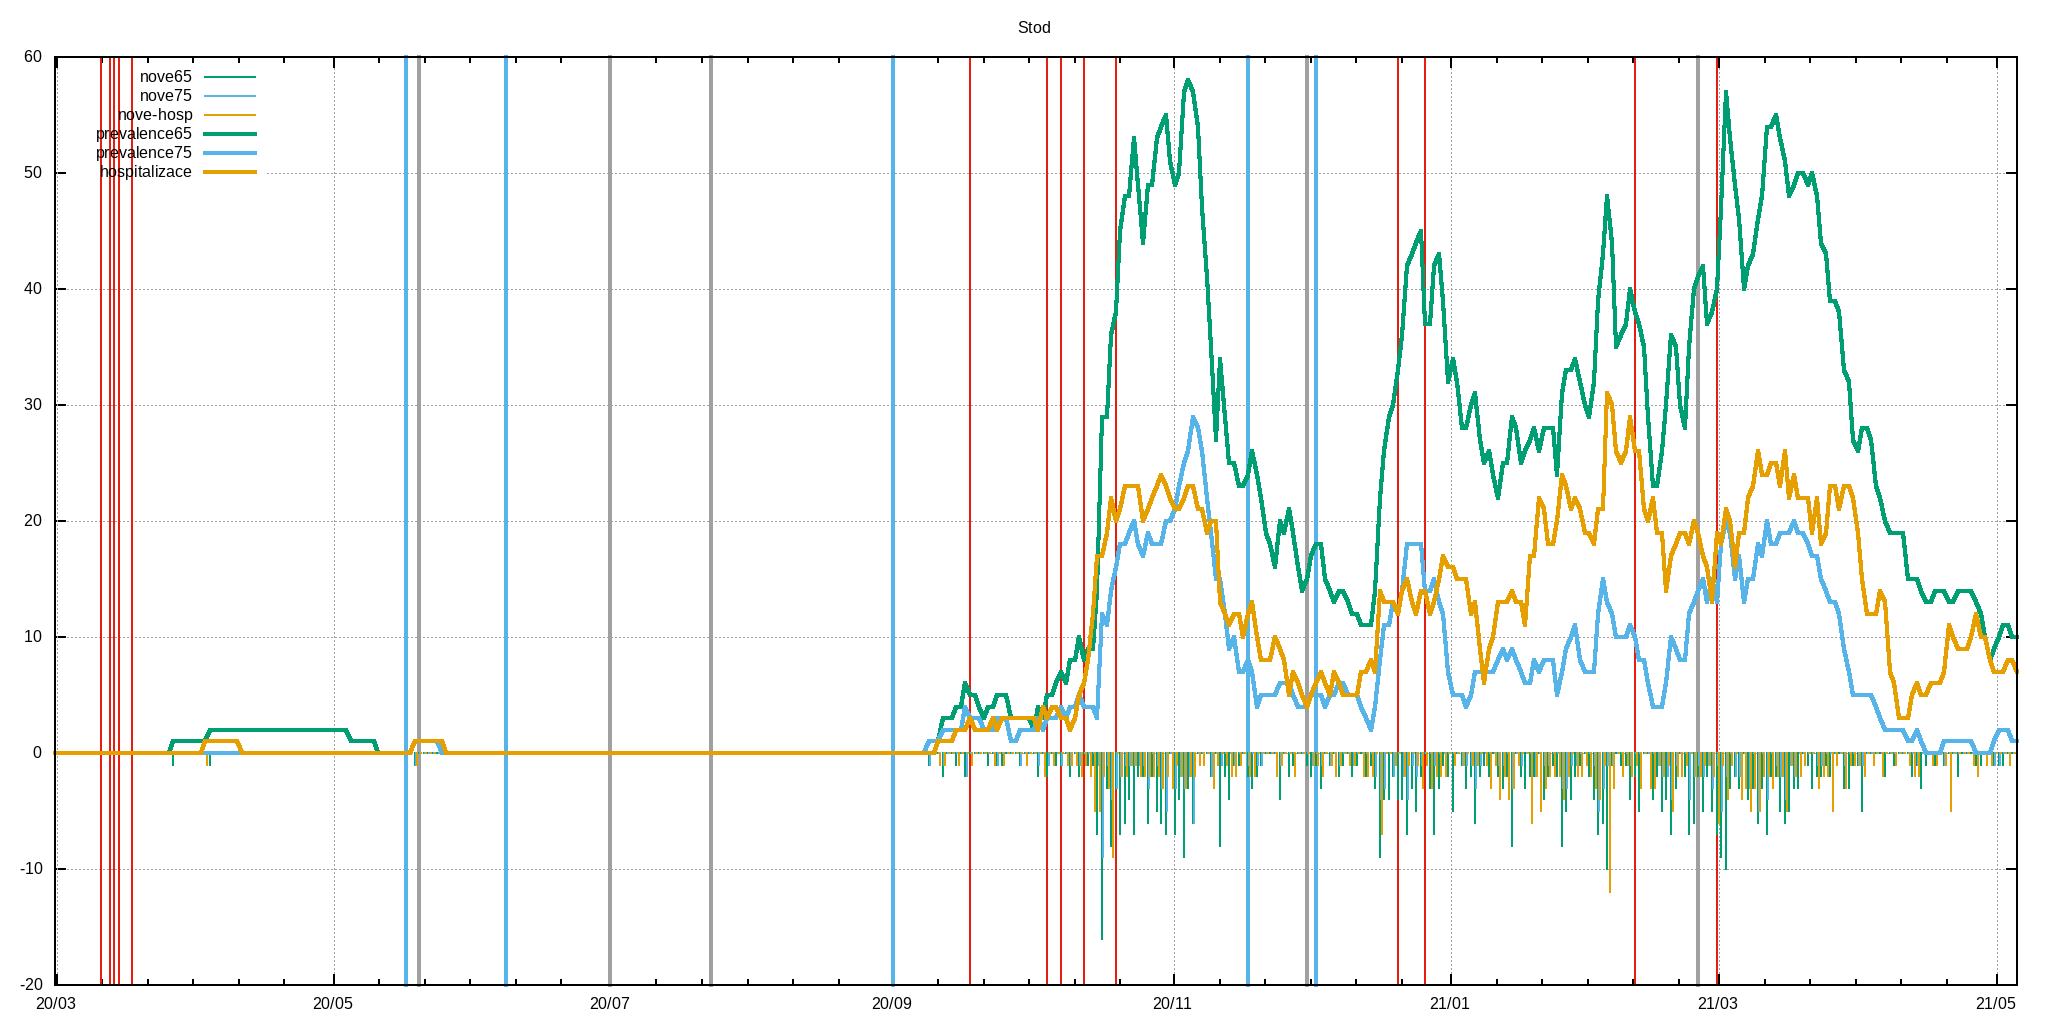 Stod
60
50
40
30
20
10
0
-10
-20
nove65
nove75
nove-hosp
prevalence65
prevalence75
hospitalizace
20/03 20/05 20/07 20/09 20/11 21/01 21/03 21/05